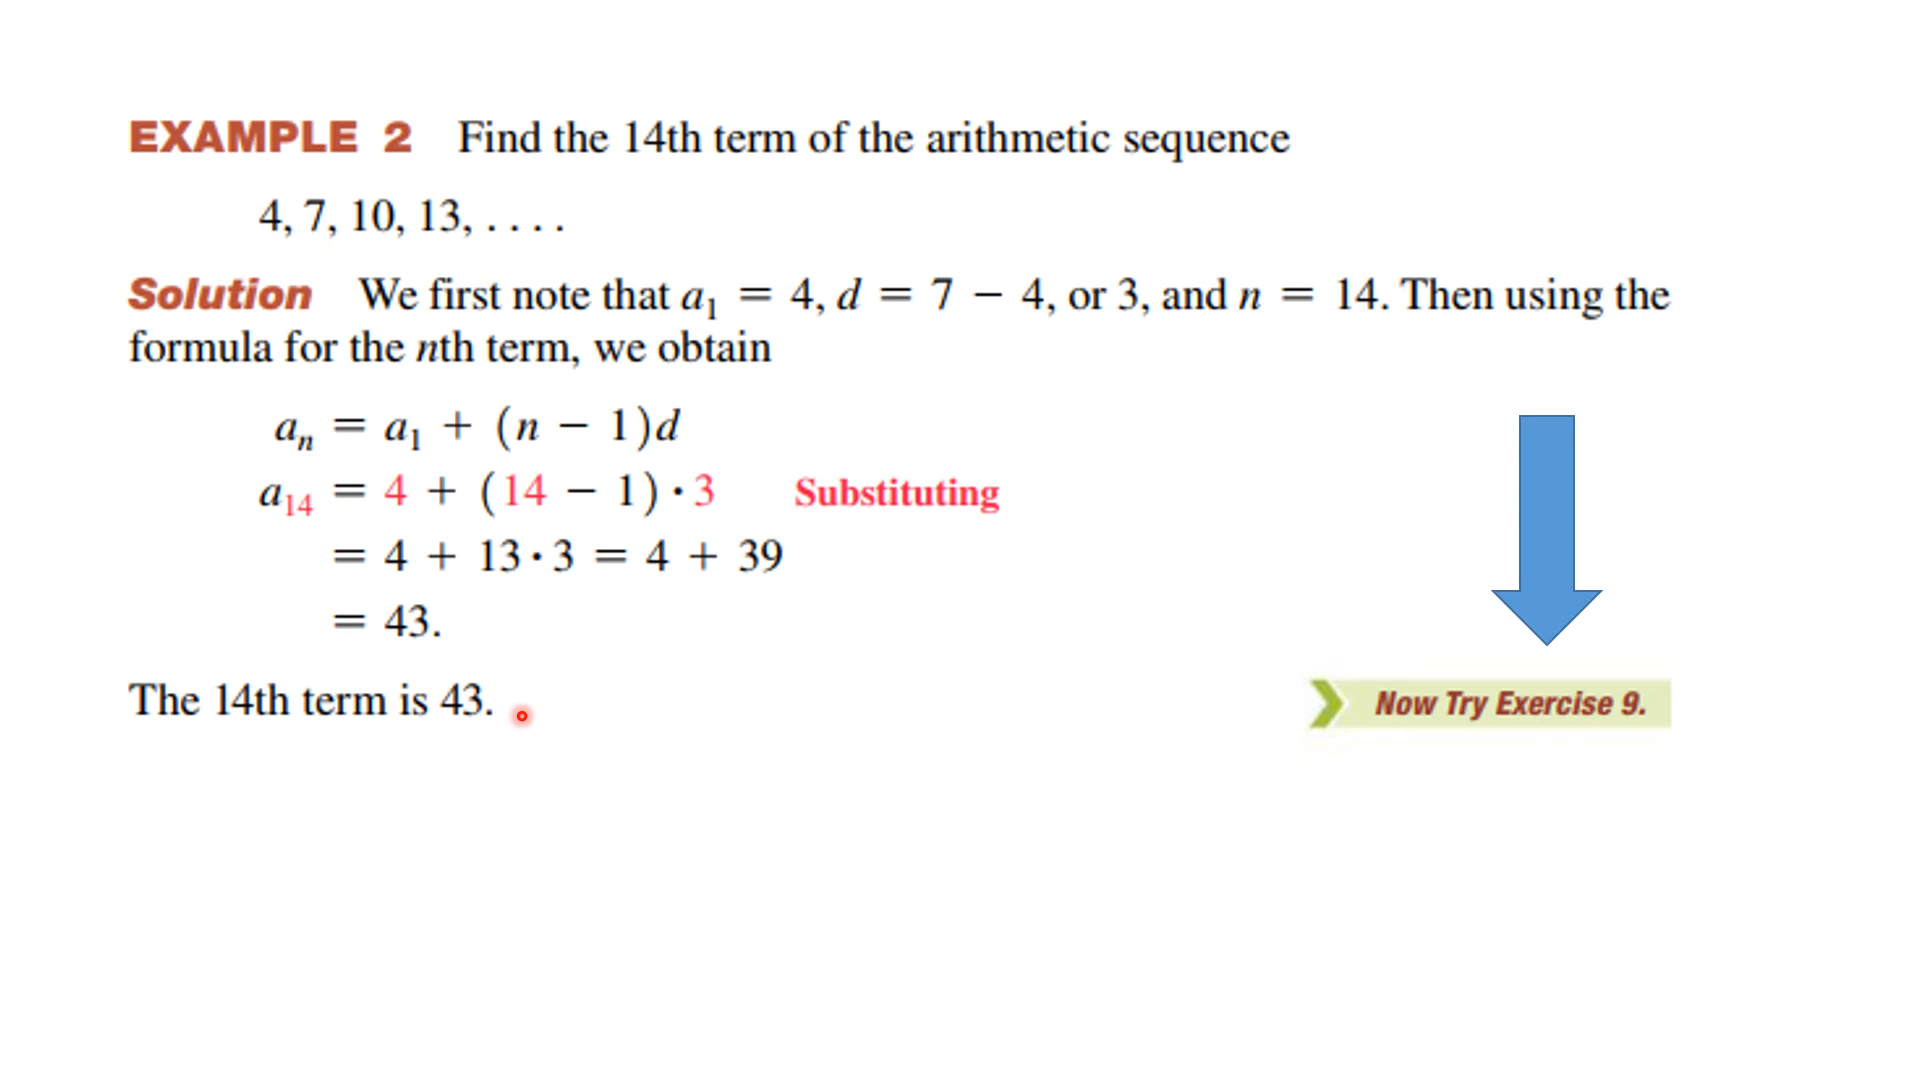 EXAMPLE 2 Find the 14th term of the arithmetic sequence
4, 7, 10, 13, . . . .
Solution We first note that a₁ = 4, d = 7 − 4, or 3, and n = 14. Then using the
formula for the nth term, we obtain
aₙ = a₁ + (n − 1)d
a₁₄ = 4 + (14 − 1) · 3 Substituting
= 4 + 13 · 3 = 4 + 39
= 43.
The 14th term is 43.
Now Try Exercise 9.